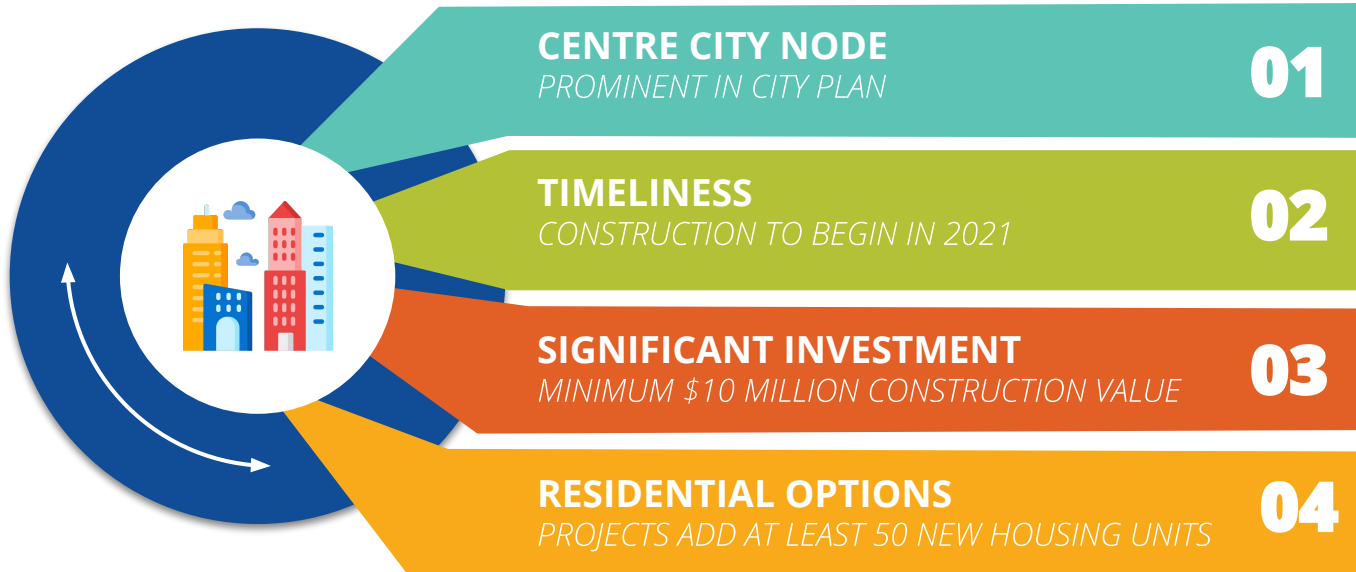 CENTRE CITY NODE
PROMINENT IN CITY PLAN
01
TIMELINESS
CONSTRUCTION TO BEGIN IN 2021
02
SIGNIFICANT INVESTMENT
MINIMUM $10 MILLION CONSTRUCTION VALUE
03
RESIDENTIAL OPTIONS
PROJECTS ADD AT LEAST 50 NEW HOUSING UNITS
04